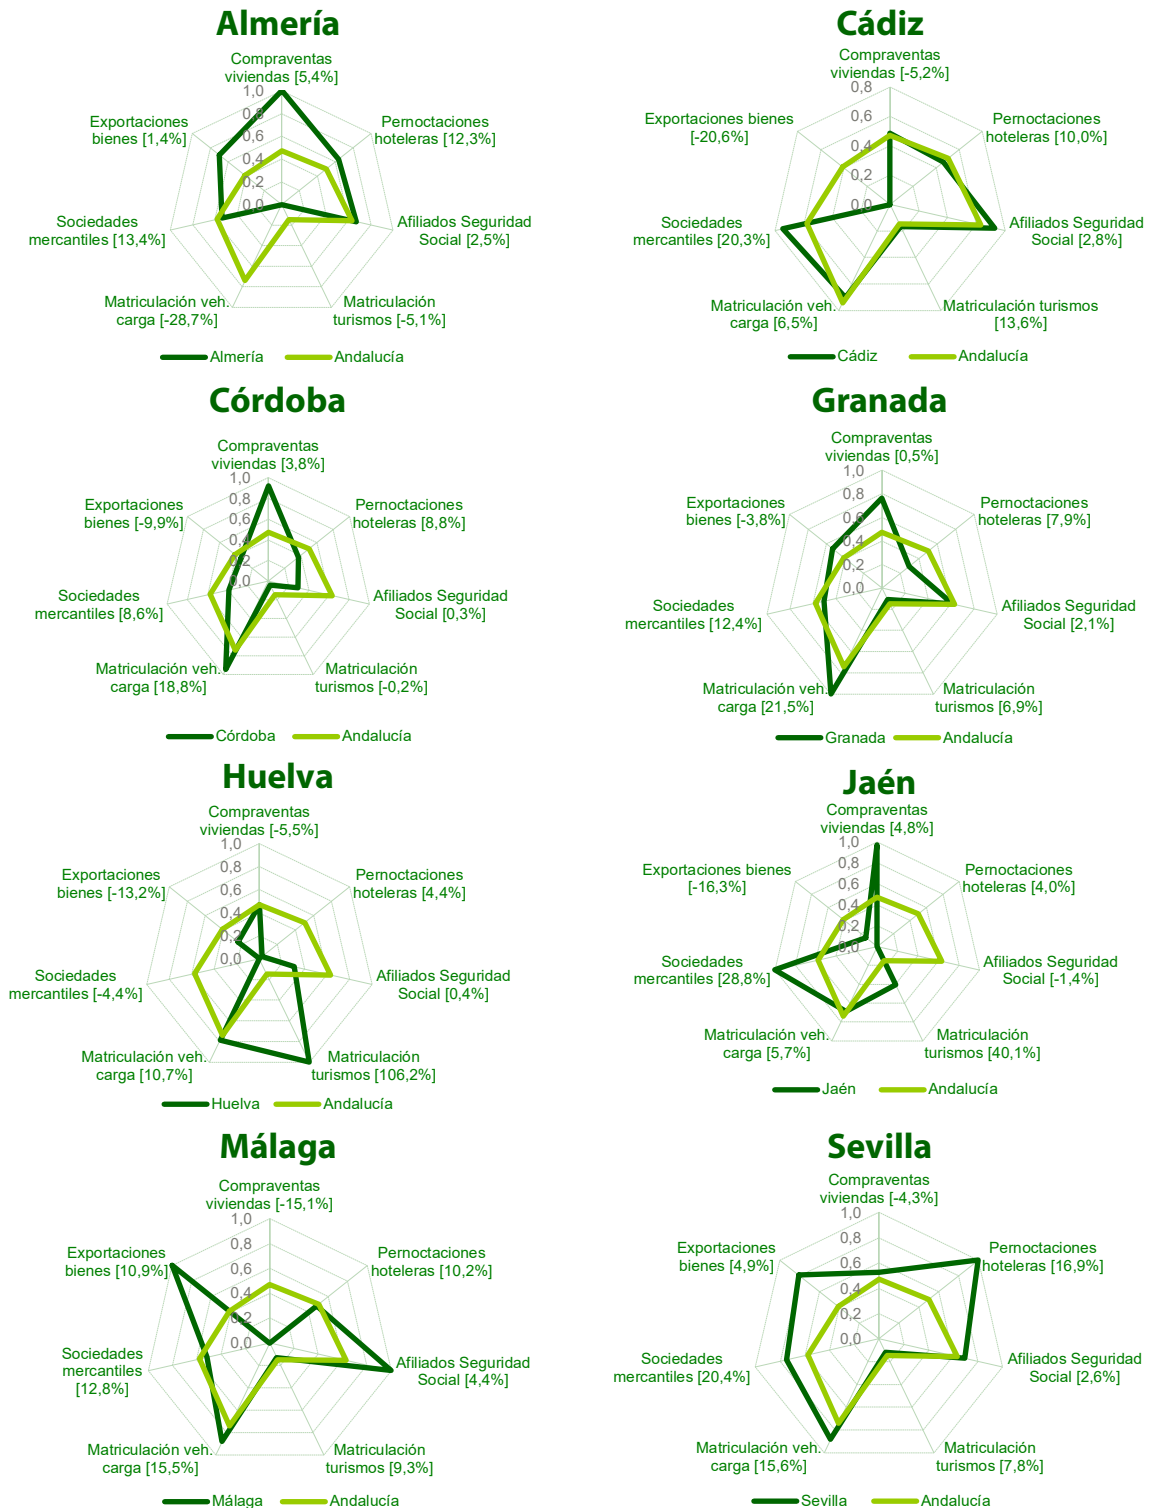 Almería
Compraventas
viviendas [5,4%]
1,0
0,8
0,6
0,4
0,2
0,0
Pernoctaciones
hoteleras [12,3%]
Afiliados Seguridad
Social [2,5%]
Matriculación
turismos [-5,1%]
Matriculación veh.
carga [-28,7%]
Sociedades
mercantiles [13,4%]
Exportaciones
bienes [1,4%]
Almería
Andalucía
Cádiz
Compraventas
viviendas [-5,2%]
0,8
0,6
0,4
0,2
0,0
Pernoctaciones
hoteleras [10,0%]
Afiliados Seguridad
Social [2,8%]
Matriculación turismos
[13,6%]
Matriculación veh.
carga [6,5%]
Sociedades
mercantiles [20,3%]
Exportaciones bienes
[-20,6%]
Cádiz
Andalucía
Córdoba
Compraventas
viviendas [3,8%]
1,0
0,8
0,6
0,4
0,2
0,0
Pernoctaciones
hoteleras [8,8%]
Afiliados Seguridad
Social [0,3%]
Matriculación
turismos [-0,2%]
Matriculación veh.
carga [18,8%]
Sociedades
mercantiles [8,6%]
Exportaciones
bienes [-9,9%]
Córdoba
Andalucía
Granada
Compraventas
viviendas [0,5%]
1,0
0,8
0,6
0,4
0,2
0,0
Pernoctaciones
hoteleras [7,9%]
Afiliados Seguridad
Social [2,1%]
Matriculación
turismos [6,9%]
Matriculación veh.
carga [21,5%]
Sociedades
mercantiles [12,4%]
Exportaciones
bienes [-3,8%]
Granada
Andalucía
Huelva
Compraventas
viviendas [-5,5%]
1,0
0,8
0,6
0,4
0,2
0,0
Pernoctaciones
hoteleras [4,4%]
Afiliados Seguridad
Social [0,4%]
Matriculación
turismos [106,2%]
Matriculación veh.
carga [10,7%]
Sociedades
mercantiles [-4,4%]
Exportaciones
bienes [-13,2%]
Huelva
Andalucía
Jaén
Compraventas
viviendas [4,8%]
1,0
0,8
0,6
0,4
0,2
0,0
Pernoctaciones
hoteleras [4,0%]
Afiliados Seguridad
Social [-1,4%]
Matriculación
turismos [40,1%]
Matriculación veh.
carga [5,7%]
Sociedades
mercantiles [28,8%]
Exportaciones bienes
[-16,3%]
Jaén
Andalucía
Málaga
Compraventas
viviendas [-15,1%]
1,0
0,8
0,6
0,4
0,2
0,0
Pernoctaciones
hoteleras [10,2%]
Afiliados Seguridad
Social [4,4%]
Matriculación
turismos [9,3%]
Matriculación veh.
carga [15,5%]
Sociedades
mercantiles
[12,8%]
Exportaciones
bienes [10,9%]
Málaga
Andalucía
Sevilla
Compraventas
viviendas [-4,3%]
1,0
0,8
0,6
0,4
0,2
0,0
Pernoctaciones
hoteleras [16,9%]
Afiliados Seguridad
Social [2,6%]
Matriculación
turismos [7,8%]
Matriculación veh.
carga [15,6%]
Sociedades
mercantiles [20,4%]
Exportaciones
bienes [4,9%]
Sevilla
Andalucía